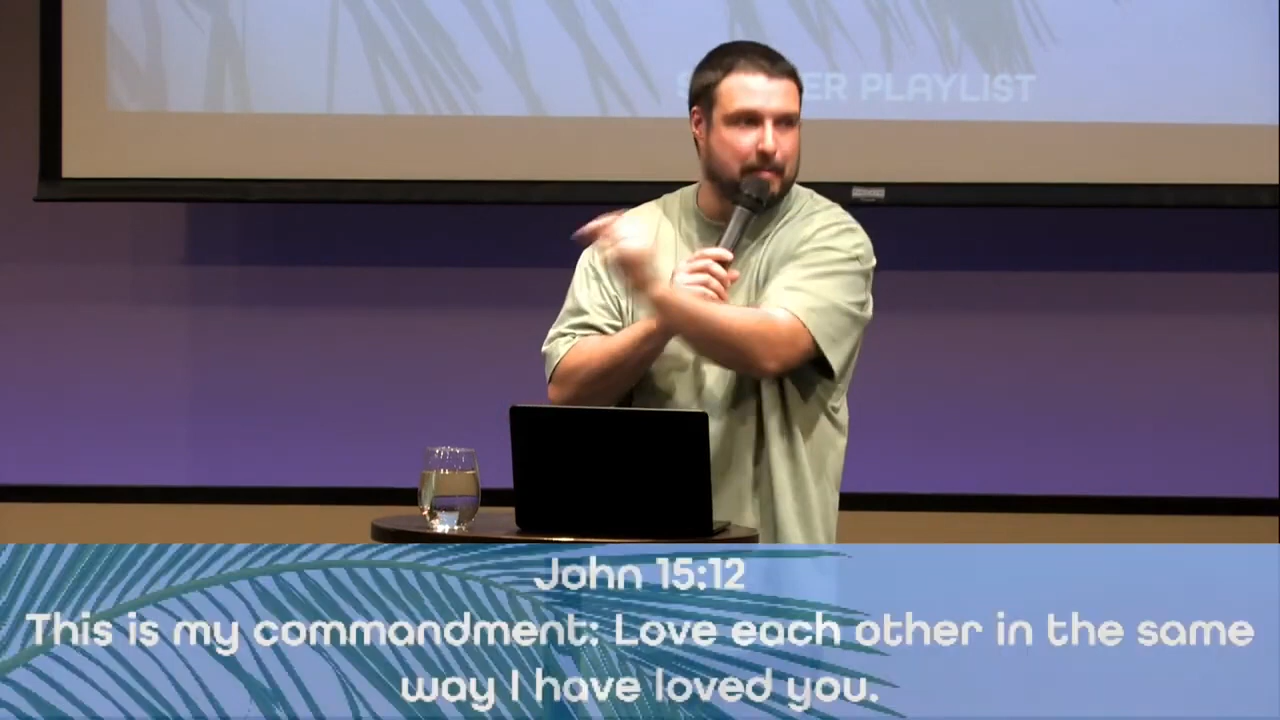 PLAYLIST
John 15:12
This is my commandment: Love each other in the same
way I have loved you.